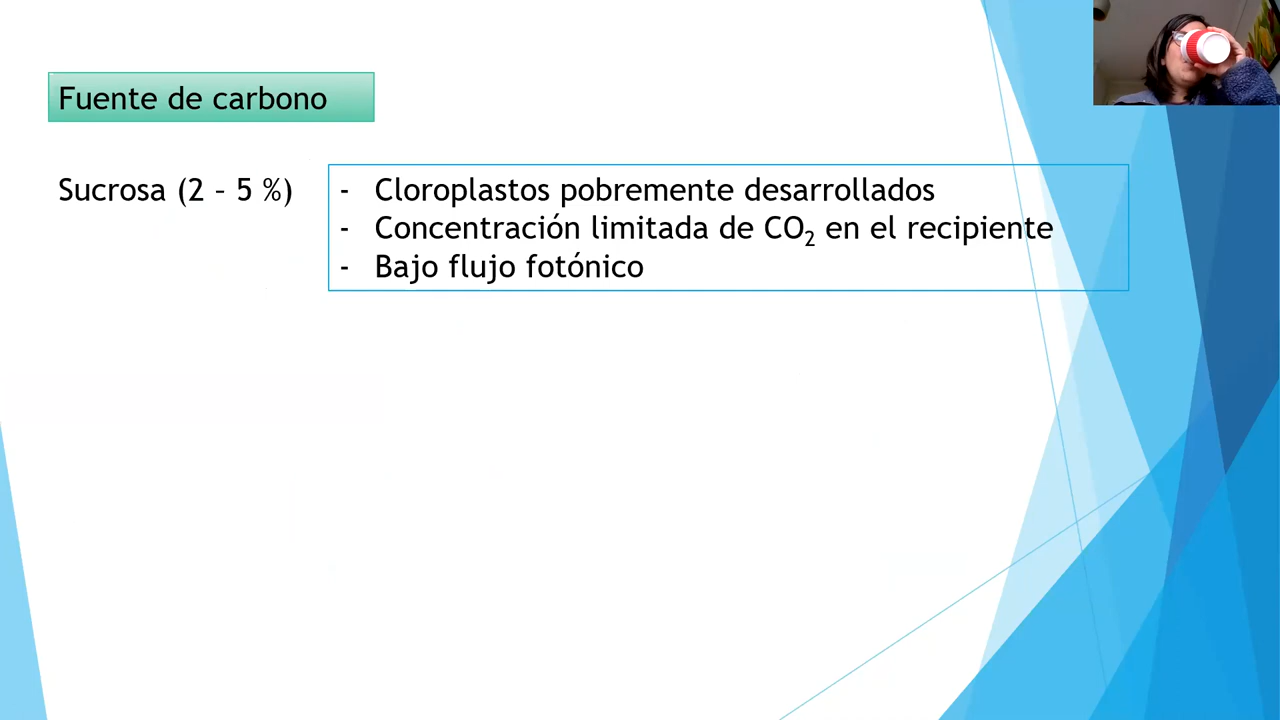 Fuente de carbono
Sucrosa (2 – 5 %)
- Cloroplastos pobremente desarrollados
- Concentración limitada de CO₂ en el recipiente
- Bajo flujo fotónico